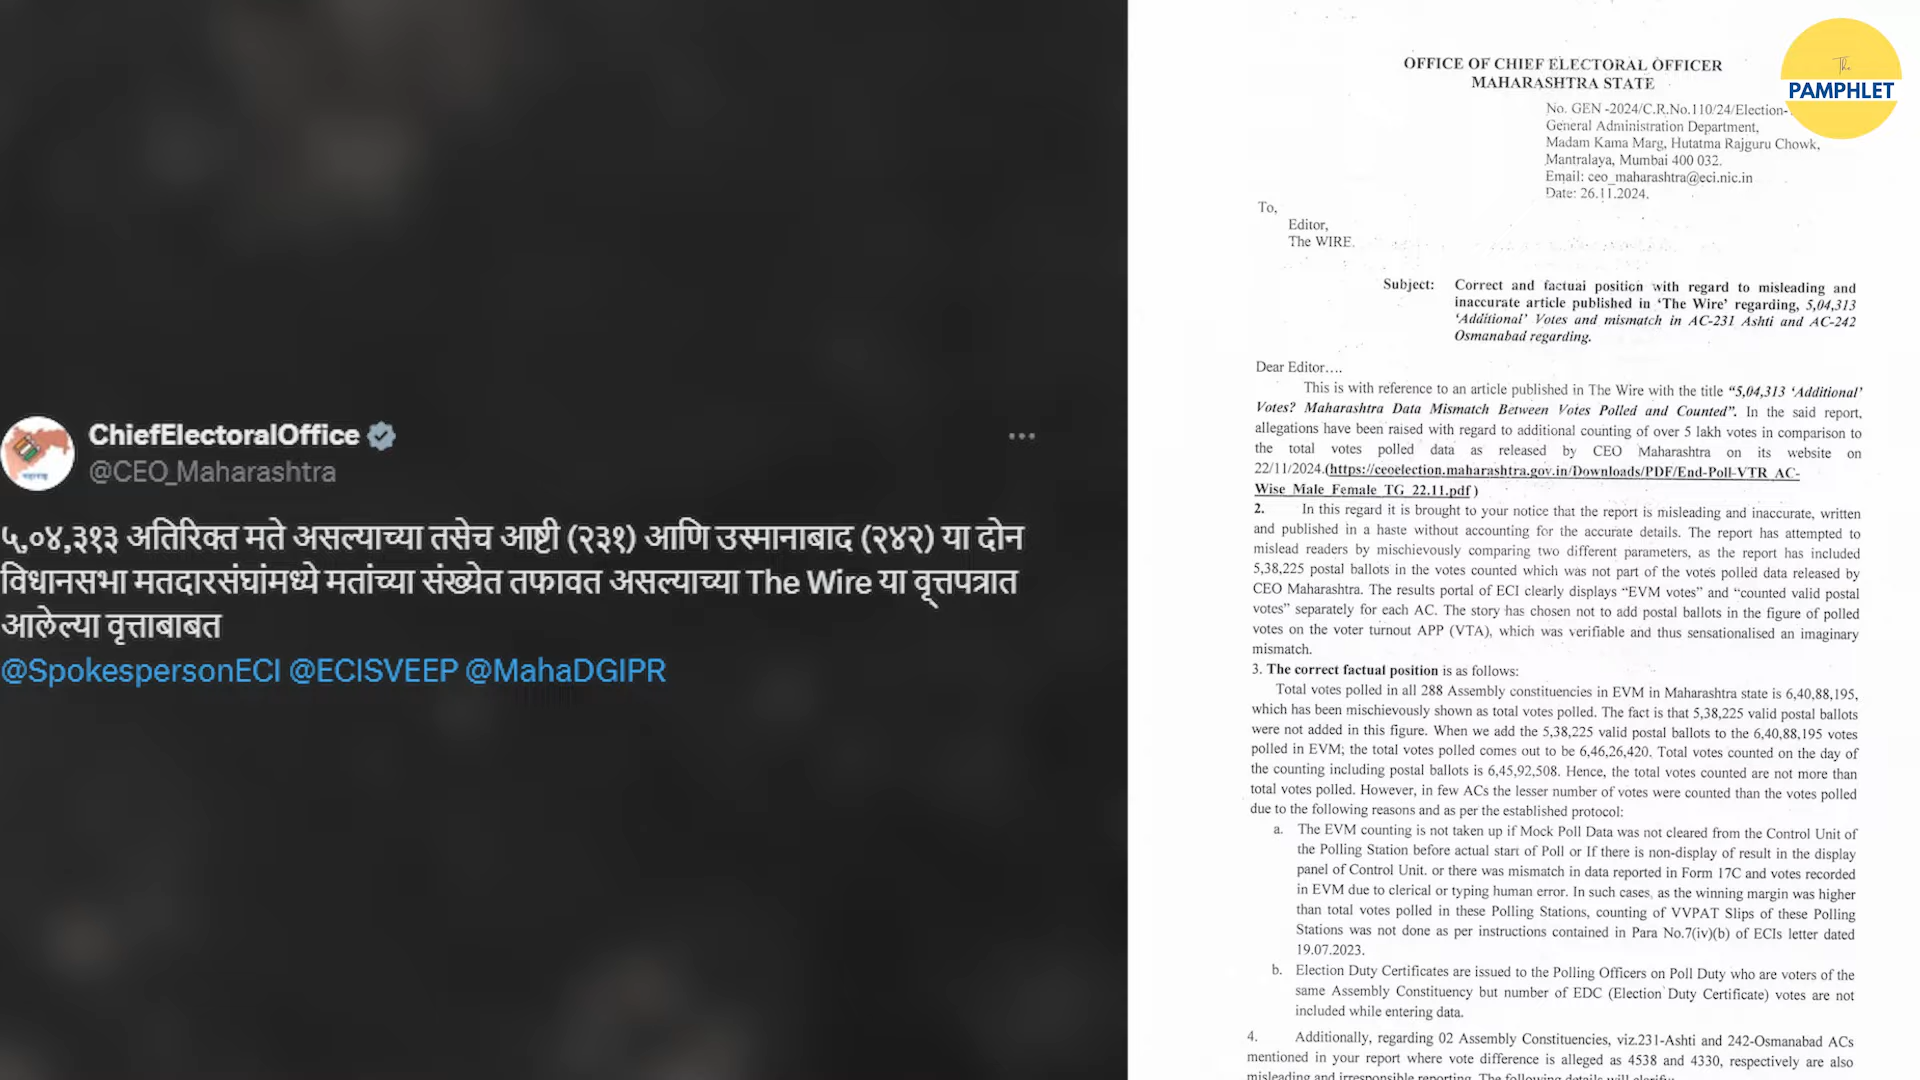 ChiefElectoralOffice
@CEO_Maharashtra
५,०४,३१३ अतिरिक्त मते असल्याच्या तसेच आष्टी (२३१) आणि उस्मानाबाद (२४२) या दोन
विधानसभा मतदारसंघांमध्ये मतांच्या संख्येत तफावत असल्याच्या The Wire या वृत्तपत्रात
आलेल्या वृत्ताबाबत
@SpokespersonECI @ECISVEEP @MahaDGIPR
The
PAMPHLET
OFFICE OF CHIEF ELECTORAL OFFICER
MAHARASHTRA STATE
No. GEN -2024/C.R.No.110/24/Election-
General Administration Department,
Madam Kama Marg, Hutatma Rajguru Chowk,
Mantralaya, Mumbai 400 032.
Email: ceo_maharashtra@eci.nic.in
Date: 26.11.2024.
To,
Editor,
The WIRE.
Subject: Correct and factual position with regard to misleading and
inaccurate article published in ‘The Wire’ regarding, 5,04,313
‘Additional’ Votes and mismatch in AC-231 Ashti and AC-242
Osmanabad regarding.
Dear Editor….
This is with reference to an article published in The Wire with the title “5,04,313 ‘Additional’
Votes? Maharashtra Data Mismatch Between Votes Polled and Counted”. In the said report,
allegations have been raised with regard to additional counting of over 5 lakh votes in comparison to
the total votes polled data as released by CEO Maharashtra on its website on
22/11/2024.(https://ceoelection.maharashtra.gov.in/Downloads/PDF/End-Poll-VTR_AC-
Wise_Male_Female_TG_22.11.pdf )
2. In this regard it is brought to your notice that the report is misleading and inaccurate, written
and published in a haste without accounting for the accurate details. The report has attempted to
mislead readers by mischievously comparing two different parameters, as the report has included
5,38,225 postal ballots in the votes counted which was not part of the votes polled data released by
CEO Maharashtra. The results portal of ECI clearly displays “EVM votes” and “counted valid postal
votes” separately for each AC. The story has chosen not to add postal ballots in the figure of polled
votes on the voter turnout APP (VTA), which was verifiable and thus sensationalised an imaginary
mismatch.
3. The correct factual position is as follows:
Total votes polled in all 288 Assembly constituencies in EVM in Maharashtra state is 6,40,88,195,
which has been mischievously shown as total votes polled. The fact is that 5,38,225 valid postal ballots
were not added in this figure. When we add the 5,38,225 valid postal ballots to the 6,40,88,195 votes
polled in EVM; the total votes polled comes out to be 6,46,26,420. Total votes counted on the day of
the counting including postal ballots is 6,45,92,508. Hence, the total votes counted are not more than
total votes polled. However, in few ACs the lesser number of votes were counted than the votes polled
due to the following reasons and as per the established protocol:
a. The EVM counting is not taken up if Mock Poll Data was not cleared from the Control Unit of
the Polling Station before actual start of Poll or If there is non-display of result in the display
panel of Control Unit. or there was mismatch in data reported in Form 17C and votes recorded
in EVM due to clerical or typing human error. In such cases, as the winning margin was higher
than total votes polled in these Polling Stations, counting of VVPAT Slips of these Polling
Stations was not done as per instructions contained in Para No.7(iv)(b) of ECIs letter dated
19.07.2023.
b. Election Duty Certificates are issued to the Polling Officers on Poll Duty who are voters of the
same Assembly Constituency but number of EDC (Election Duty Certificate) votes are not
included while entering data.
4. Additionally, regarding 02 Assembly Constituencies, viz.231-Ashti and 242-Osmanabad ACs
mentioned in your report where vote difference is alleged as 4538 and 4330, respectively are also
misleading and irresponsible reporting. The following details will clarify: